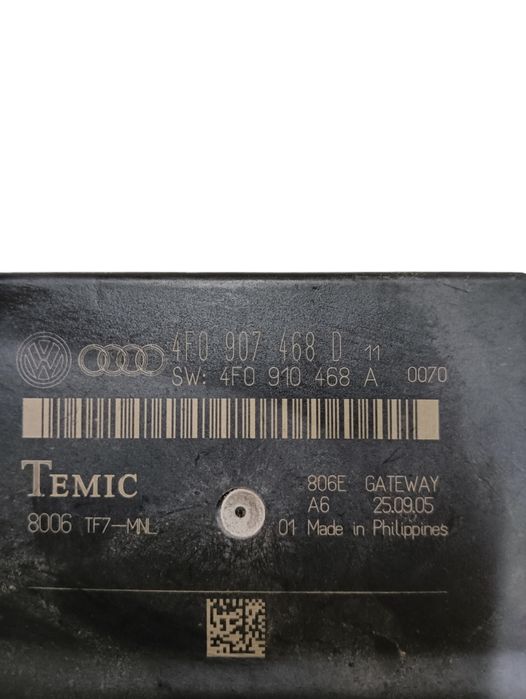 4F0 907 468 D 11
SW: 4F0 910 468 A 0070
TEMIC
8006 TF7-MNL
806E GATEWAY
A6 25.09.05
01 Made in Philippines